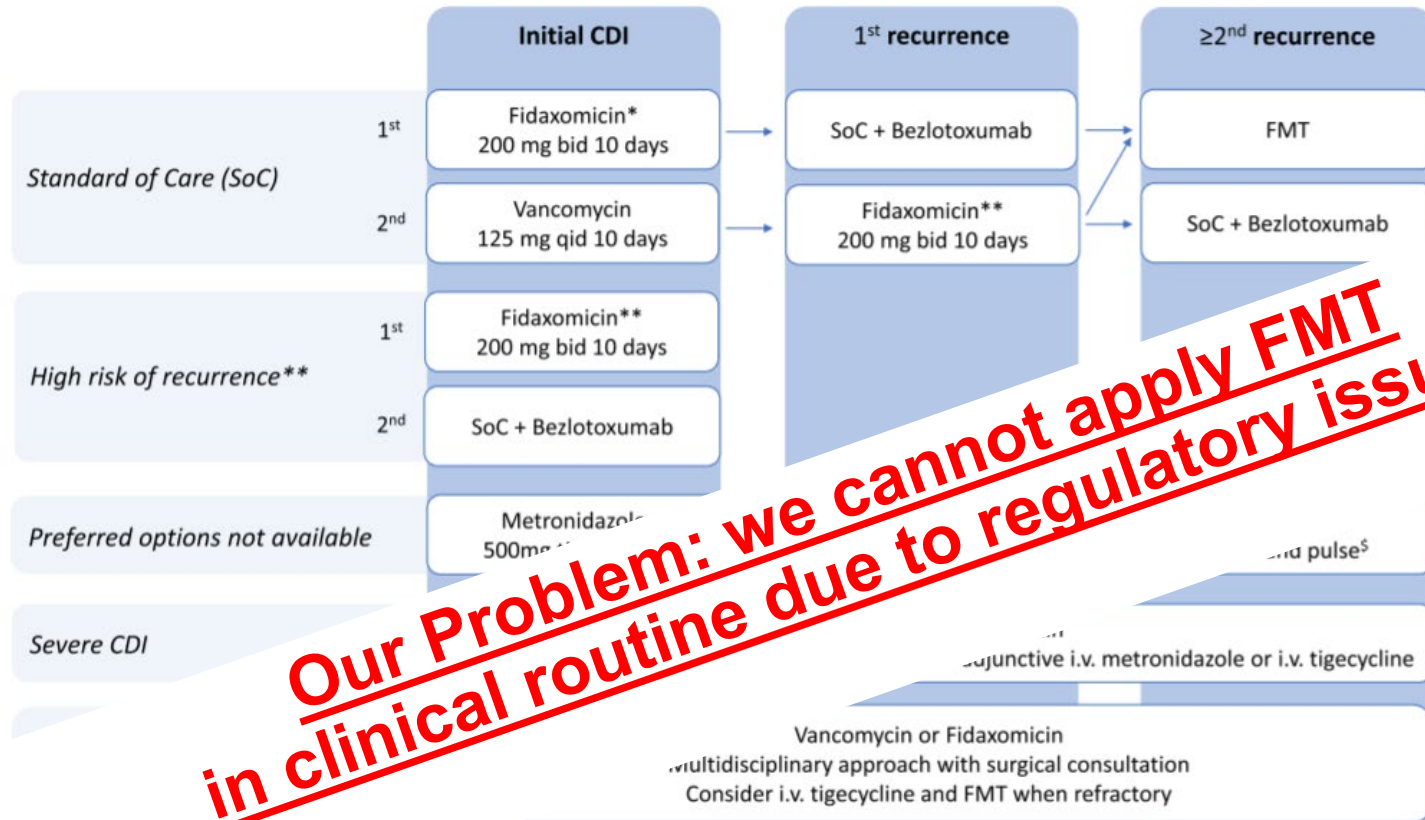 Initial CDI
1st recurrence
≥2nd recurrence
Standard of Care (SoC)
1st
Fidaxomicin*
200 mg bid 10 days
SoC + Bezlotoxumab
FMT
2nd
Vancomycin
125 mg qid 10 days
Fidaxomicin**
200 mg bid 10 days
SoC + Bezlotoxumab
High risk of recurrence**
1st
Fidaxomicin**
200 mg bid 10 days
2nd
SoC + Bezlotoxumab
Preferred options not available
Metronidazole
500mg
pulse$
Severe CDI
i.v. metronidazole or i.v. tigecycline
Vancomycin or Fidaxomicin
Multidisciplinary approach with surgical consultation
Consider i.v. tigecycline and FMT when refractory
Our Problem: we cannot apply FMT
in clinical routine due to regulatory